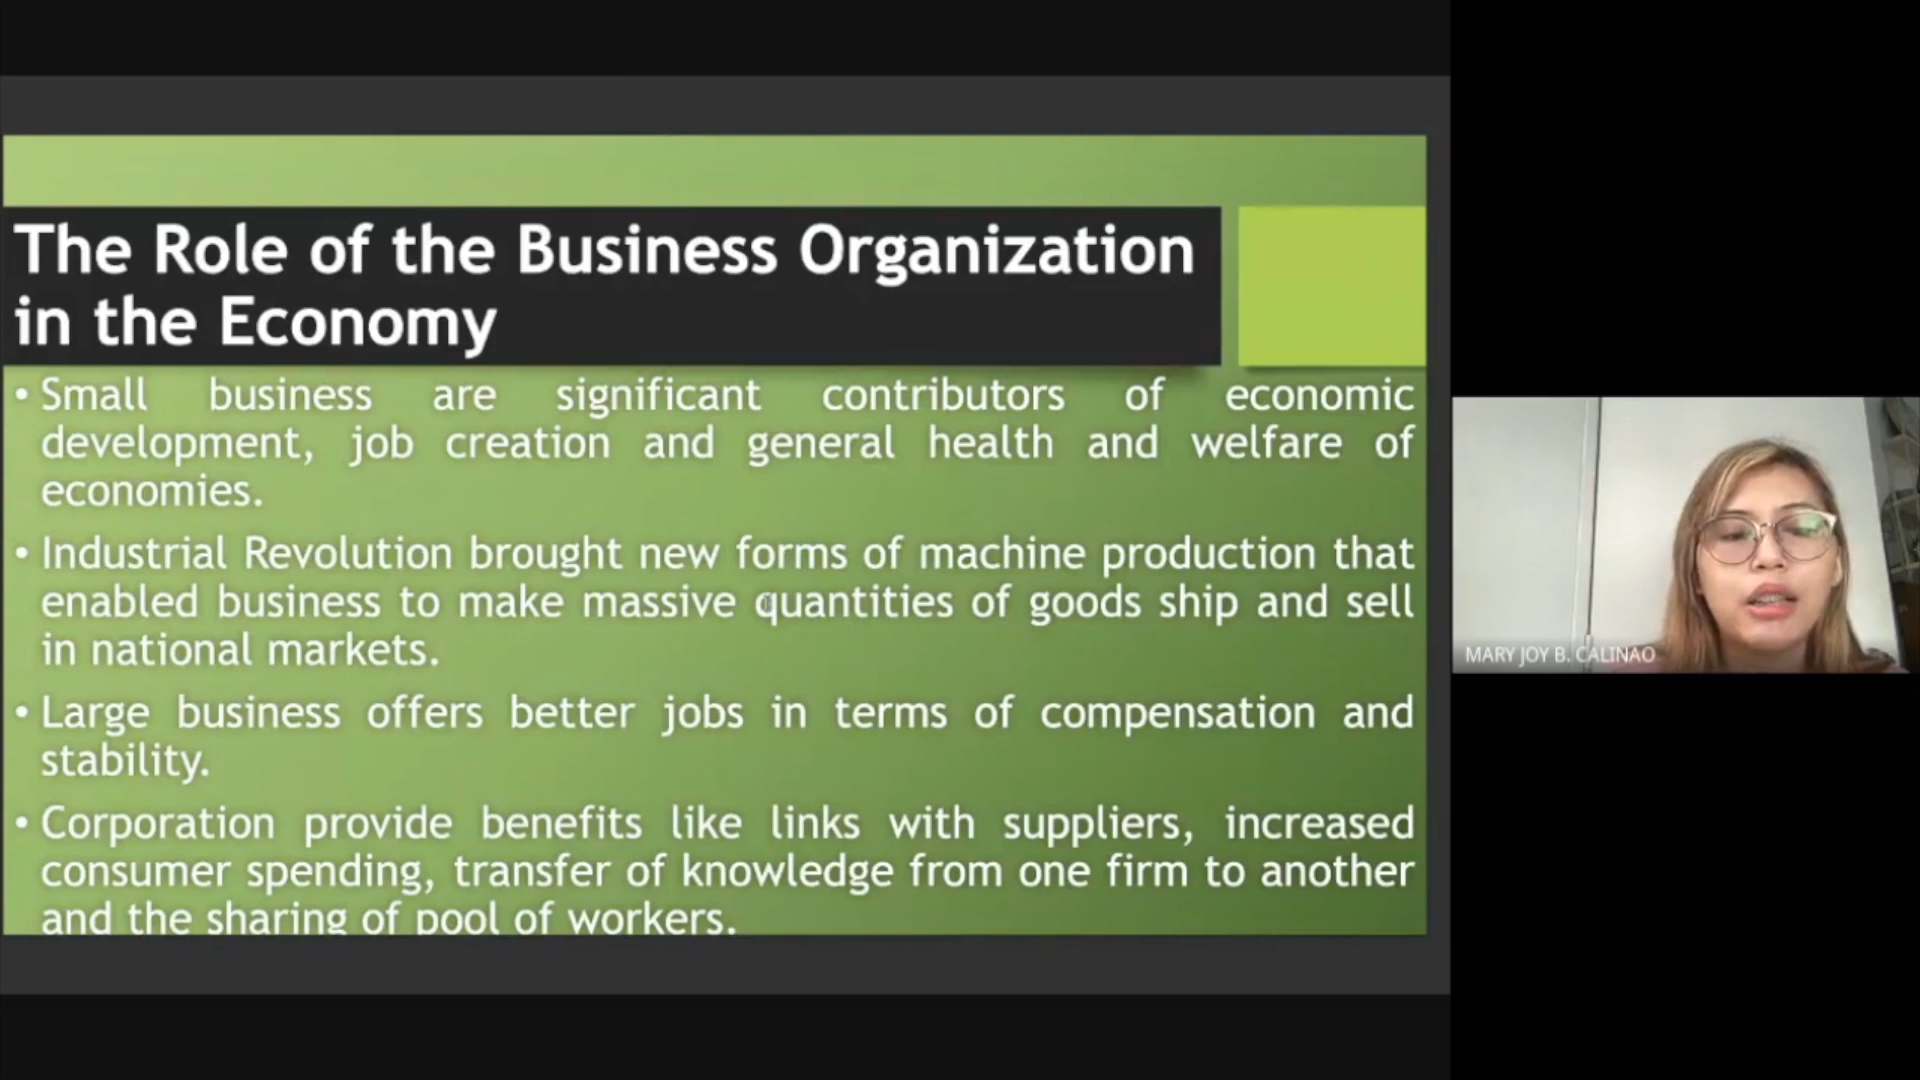 The Role of the Business Organization
in the Economy
• Small business are significant contributors of economic
development, job creation and general health and welfare of
economies.
• Industrial Revolution brought new forms of machine production that
enabled business to make massive quantities of goods ship and sell
in national markets.
• Large business offers better jobs in terms of compensation and
stability.
• Corporation provide benefits like links with suppliers, increased
consumer spending, transfer of knowledge from one firm to another
and the sharing of pool of workers.
MARY JOY B. CALINAO